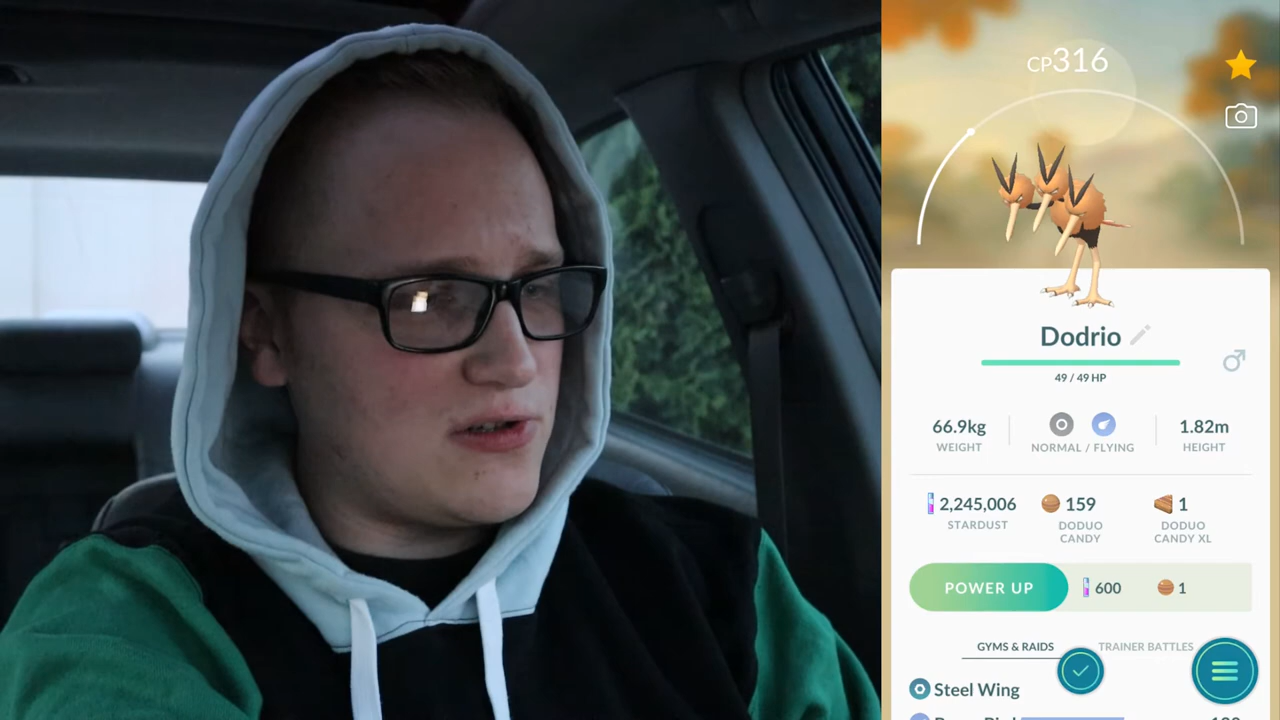 CP316
Dodrio
49 / 49 HP
66.9kg
WEIGHT
NORMAL / FLYING
1.82m
HEIGHT
2,245,006
STARDUST
159
DODUO
CANDY
1
DODUO
CANDY XL
POWER UP
600
1
GYMS & RAIDS
TRAINER BATTLES
Steel Wing